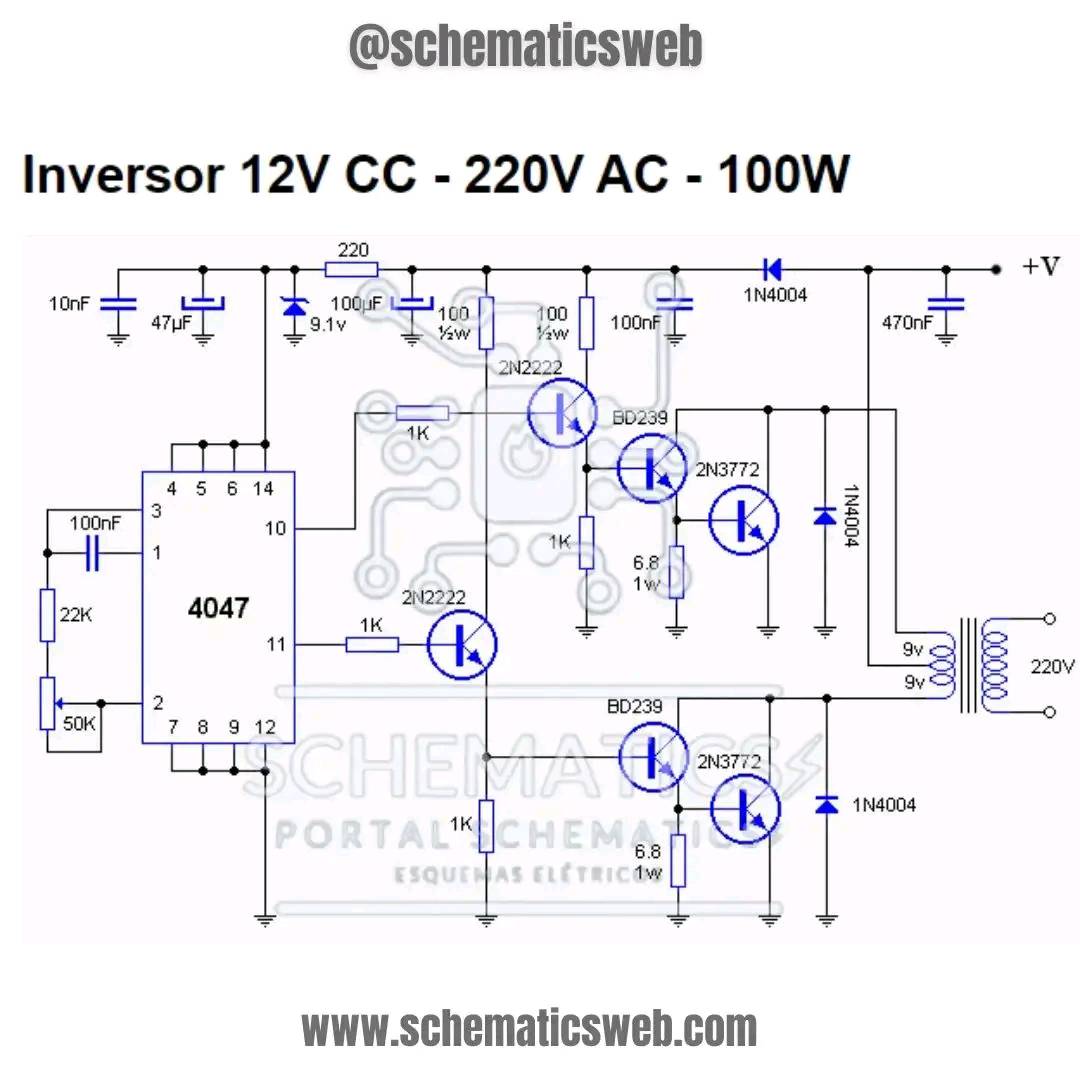 @schematicsweb
Inversor 12V CC - 220V AC - 100W
220
+V
10nF
47µF
9.1v
100µF
100
½w
100
½w
100nF
1N4004
470nF
2N2222
1K
BD239
2N3772
4 5 6 14
3
100nF
1
10
1K
6.8
1w
1N4004
22K
4047
2N2222
1K
11
9v
9v
220V
50K
2
7 8 9 12
BD239
2N3772
1K
6.8
1w
1N4004
SCHEMATICS
PORTAL SCHEMATICS
ESQUEMAS ELÉTRICOS
www.schematicsweb.com